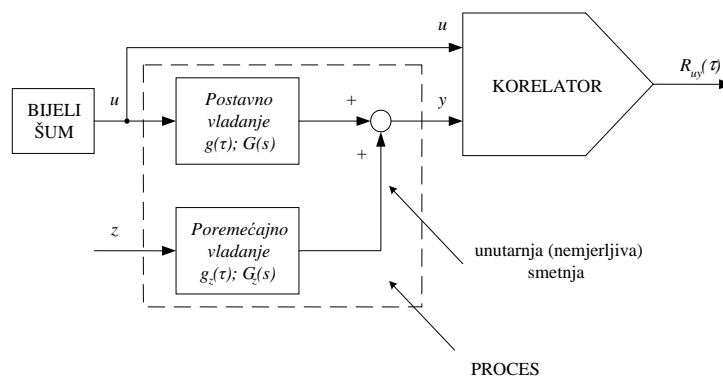 u
R_uy(τ)
KORELATOR
BIJELI
ŠUM
u
Postavno
vladanje
g(τ); G(s)
+
y
+
z
Poremećajno
vladanje
g_z(τ); G_z(s)
unutarnja (nemjerljiva)
smetnja
PROCES